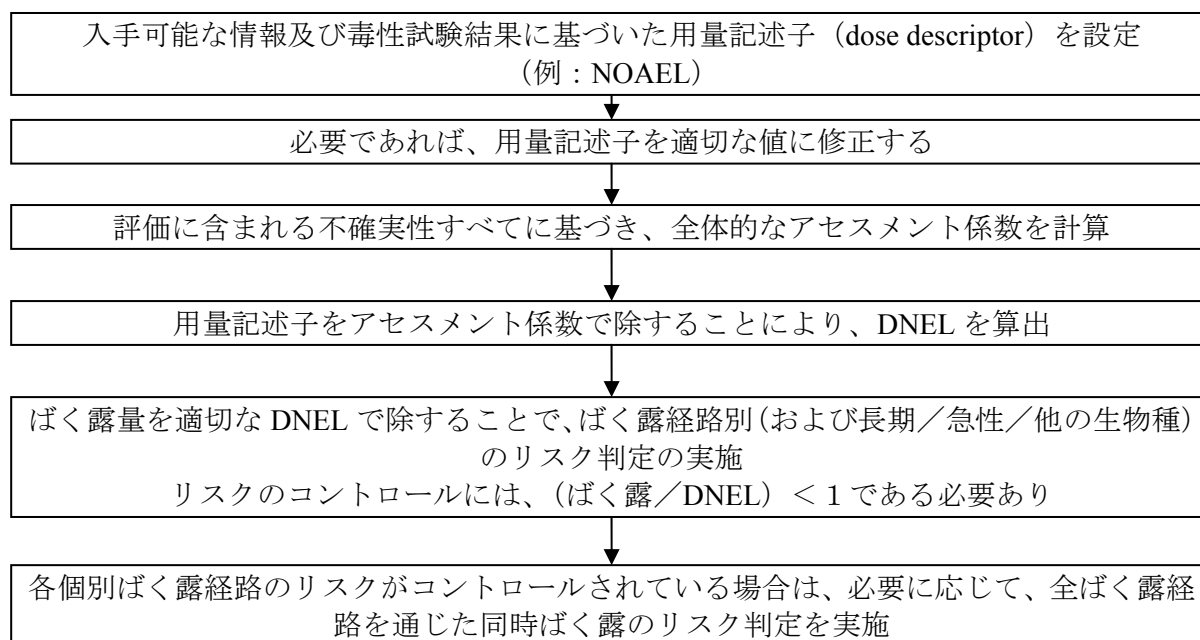 入手可能な情報及び毒性試験結果に基づいた用量記述子（dose descriptor）を設定
（例：NOAEL）
必要であれば、用量記述子を適切な値に修正する
評価に含まれる不確実性すべてに基づき、全体的なアセスメント係数を計算
用量記述子をアセスメント係数で除することにより、DNEL を算出
ばく露量を適切な DNEL で除することで、ばく露経路別（および長期／急性／他の生物種）
のリスク判定の実施
リスクのコントロールには、（ばく露／DNEL）＜１である必要あり
各個別ばく露経路のリスクがコントロールされている場合は、必要に応じて、全ばく露経
路を通じた同時ばく露のリスク判定を実施